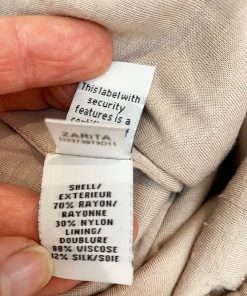 This label with
security
features is a
f
ZARITA
SHELL/
EXTERIEUR
70% RAYON/
RAYONNE
30% NYLON
LINING/
DOUBLURE
88% VISCOSE
12% SILK/SOIE